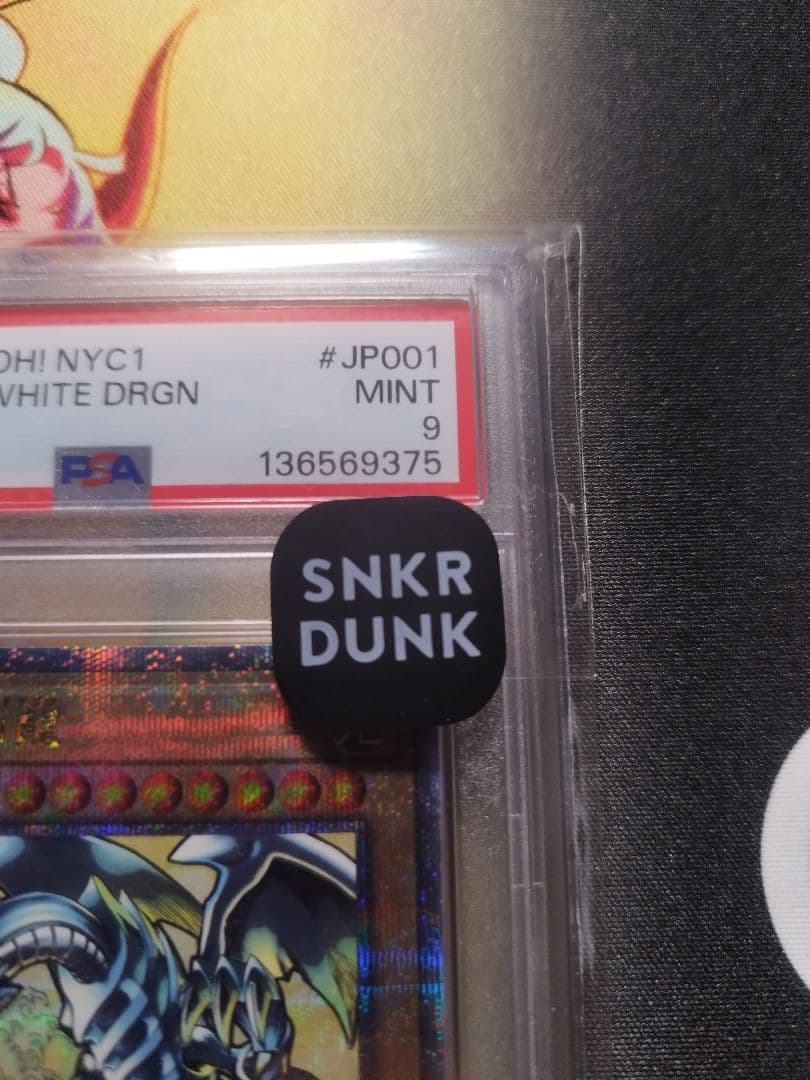 OH! NYC1 #JP001
WHITE DRGN MINT
9
PSA 136569375
SNKR
DUNK